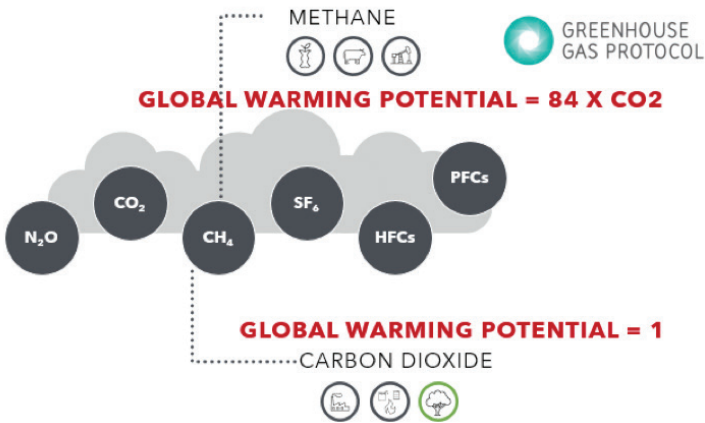 METHANE
GREENHOUSE
GAS PROTOCOL
GLOBAL WARMING POTENTIAL = 84 X CO2
PFCs
CO₂
SF₆
N₂O
CH₄
HFCs
GLOBAL WARMING POTENTIAL = 1
CARBON DIOXIDE